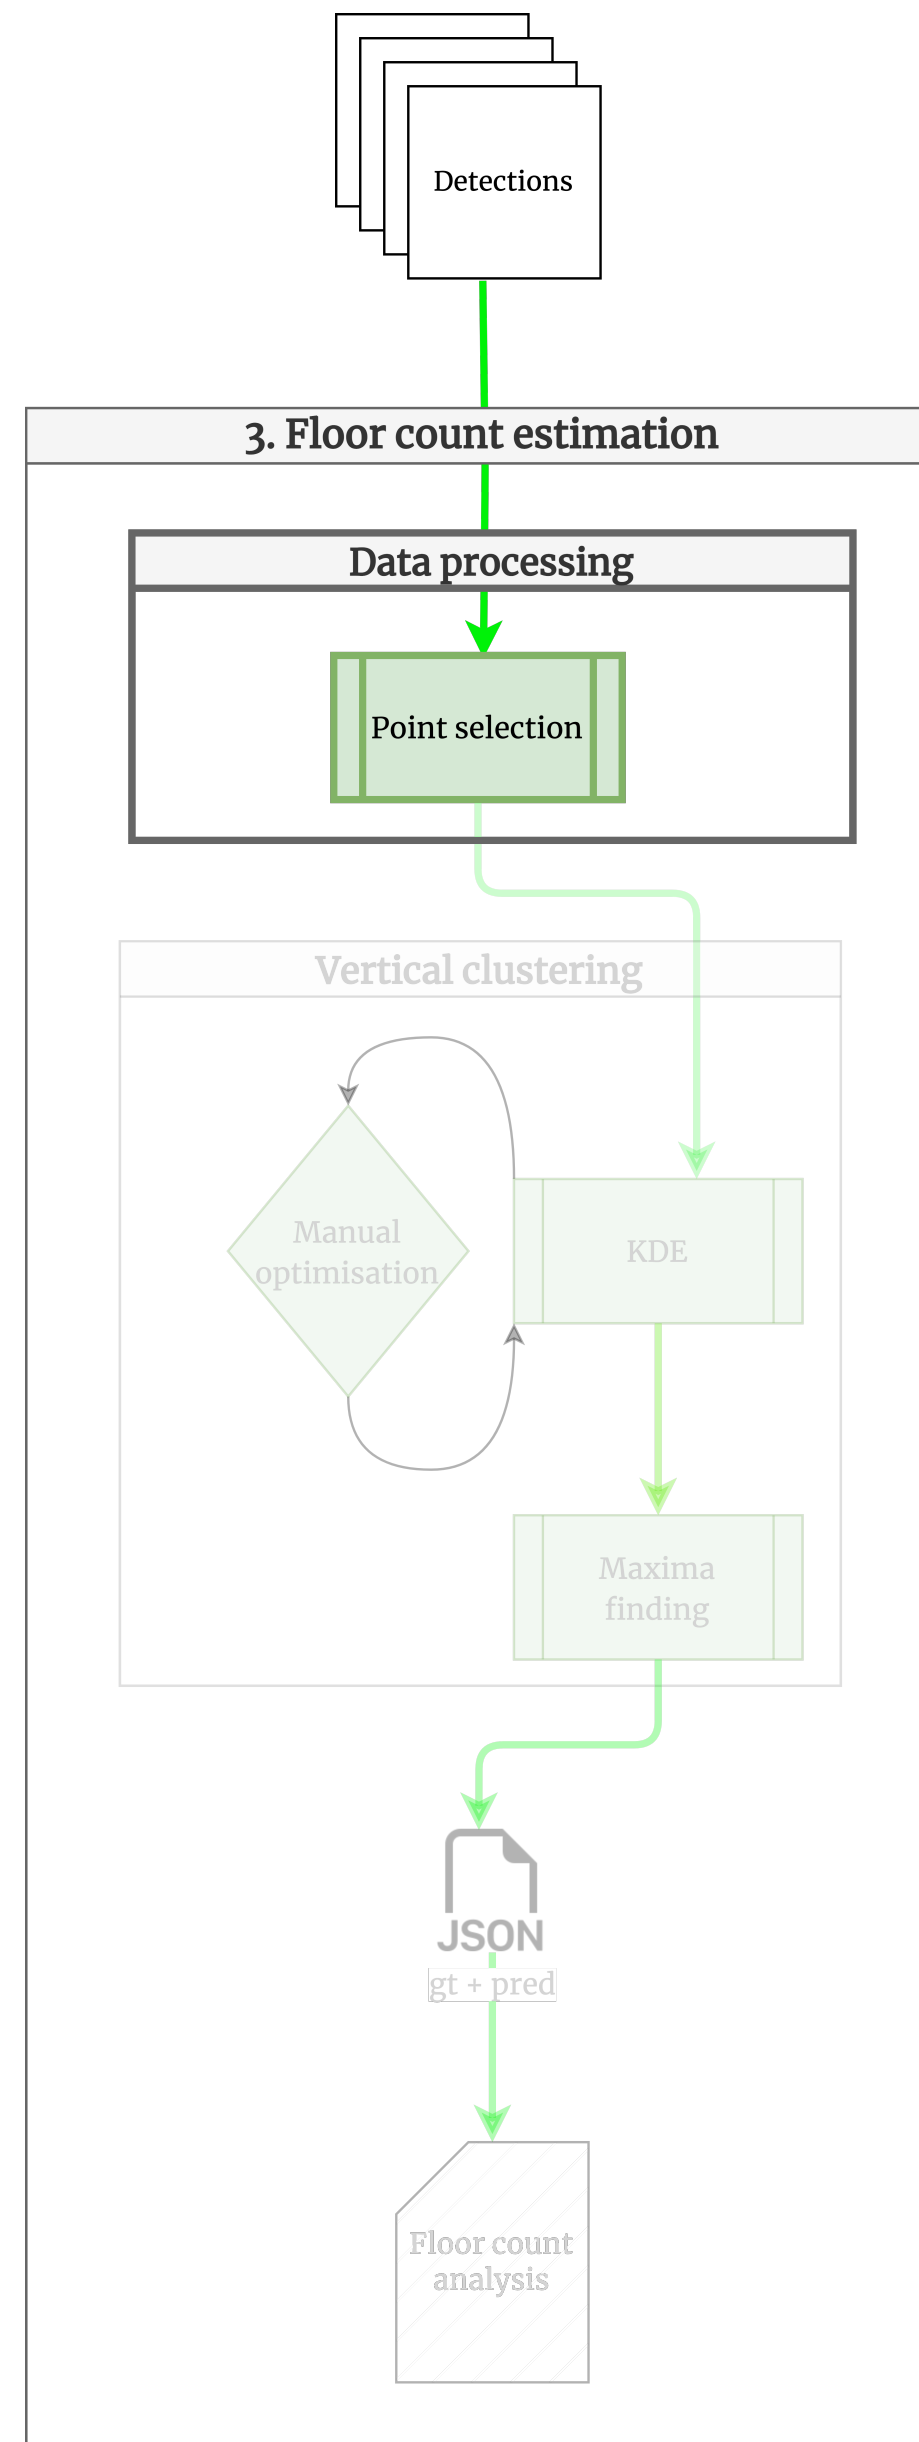 Detections
3. Floor count estimation
Data processing
Point selection
Vertical clustering
Manual
optimisation
KDE
Maxima
finding
JSON
gt + pred
Floor count
analysis